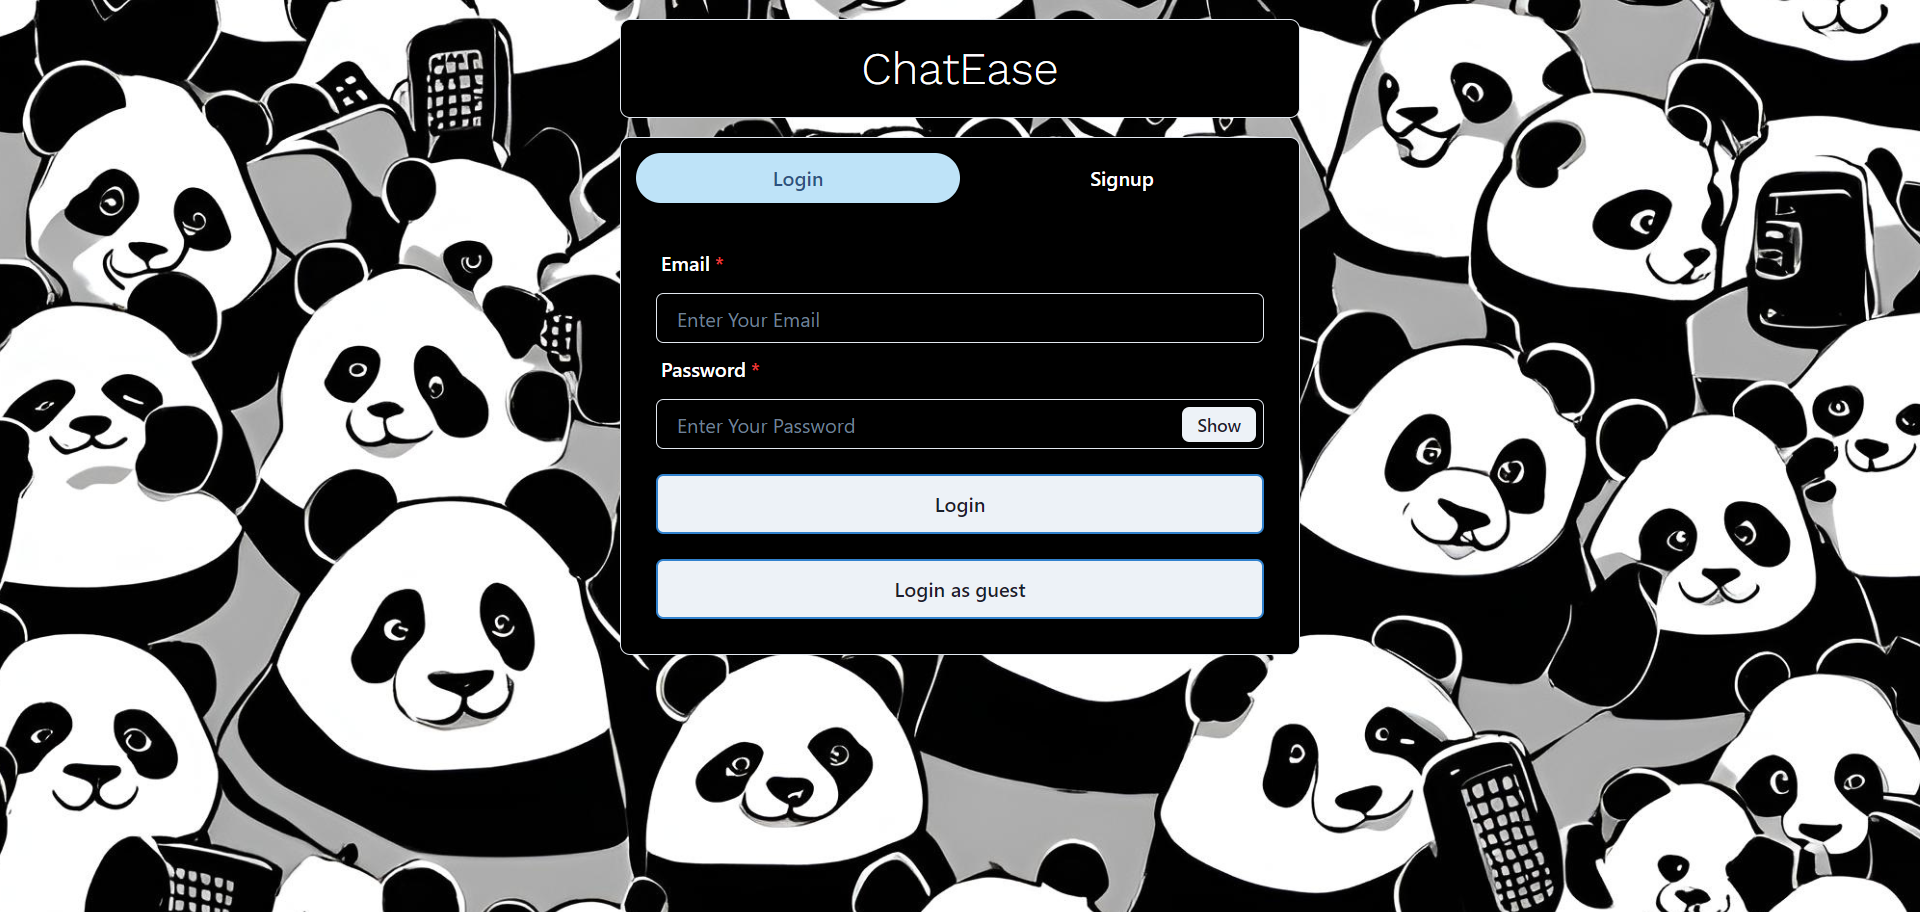 ChatEase
Login Signup
Email *
Enter Your Email
Password *
Enter Your Password Show
Login
Login as guest